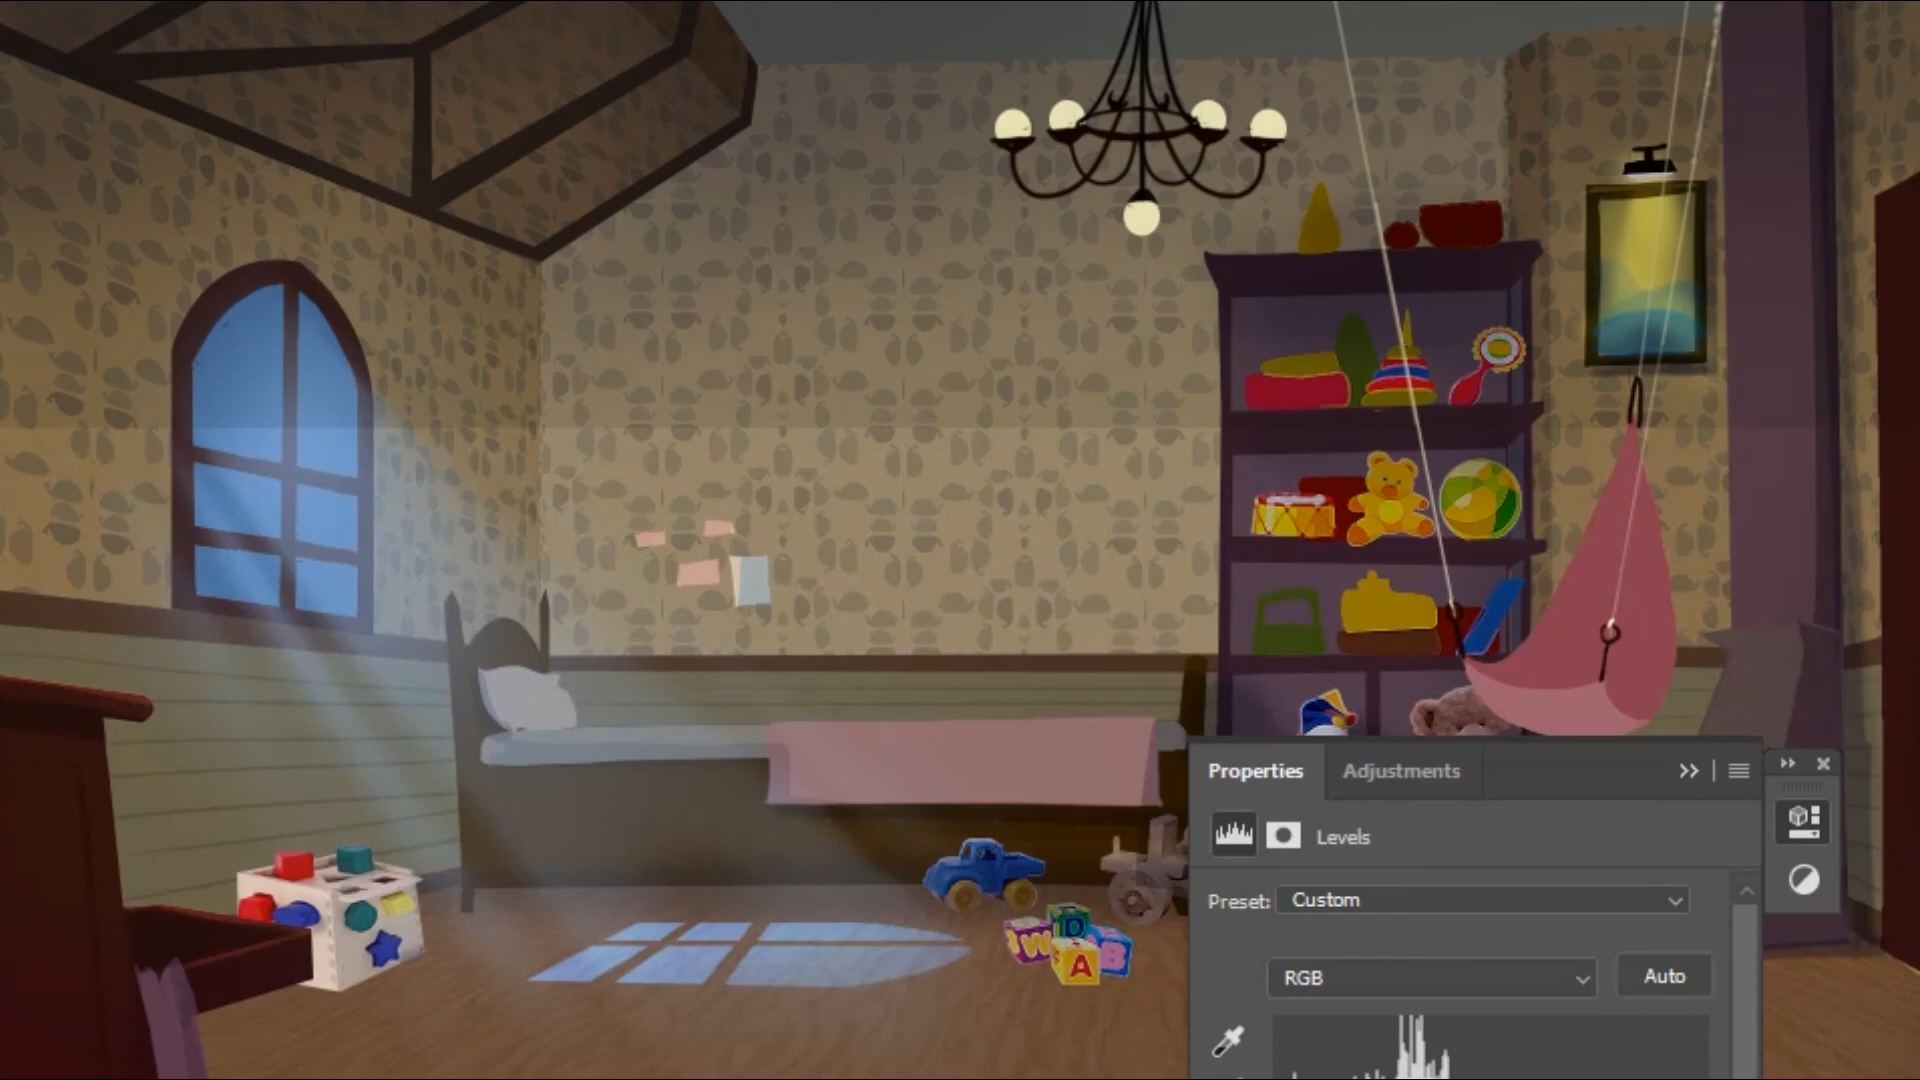 Properties
Adjustments
Levels
Preset: Custom
RGB
Auto
W
D
A
B